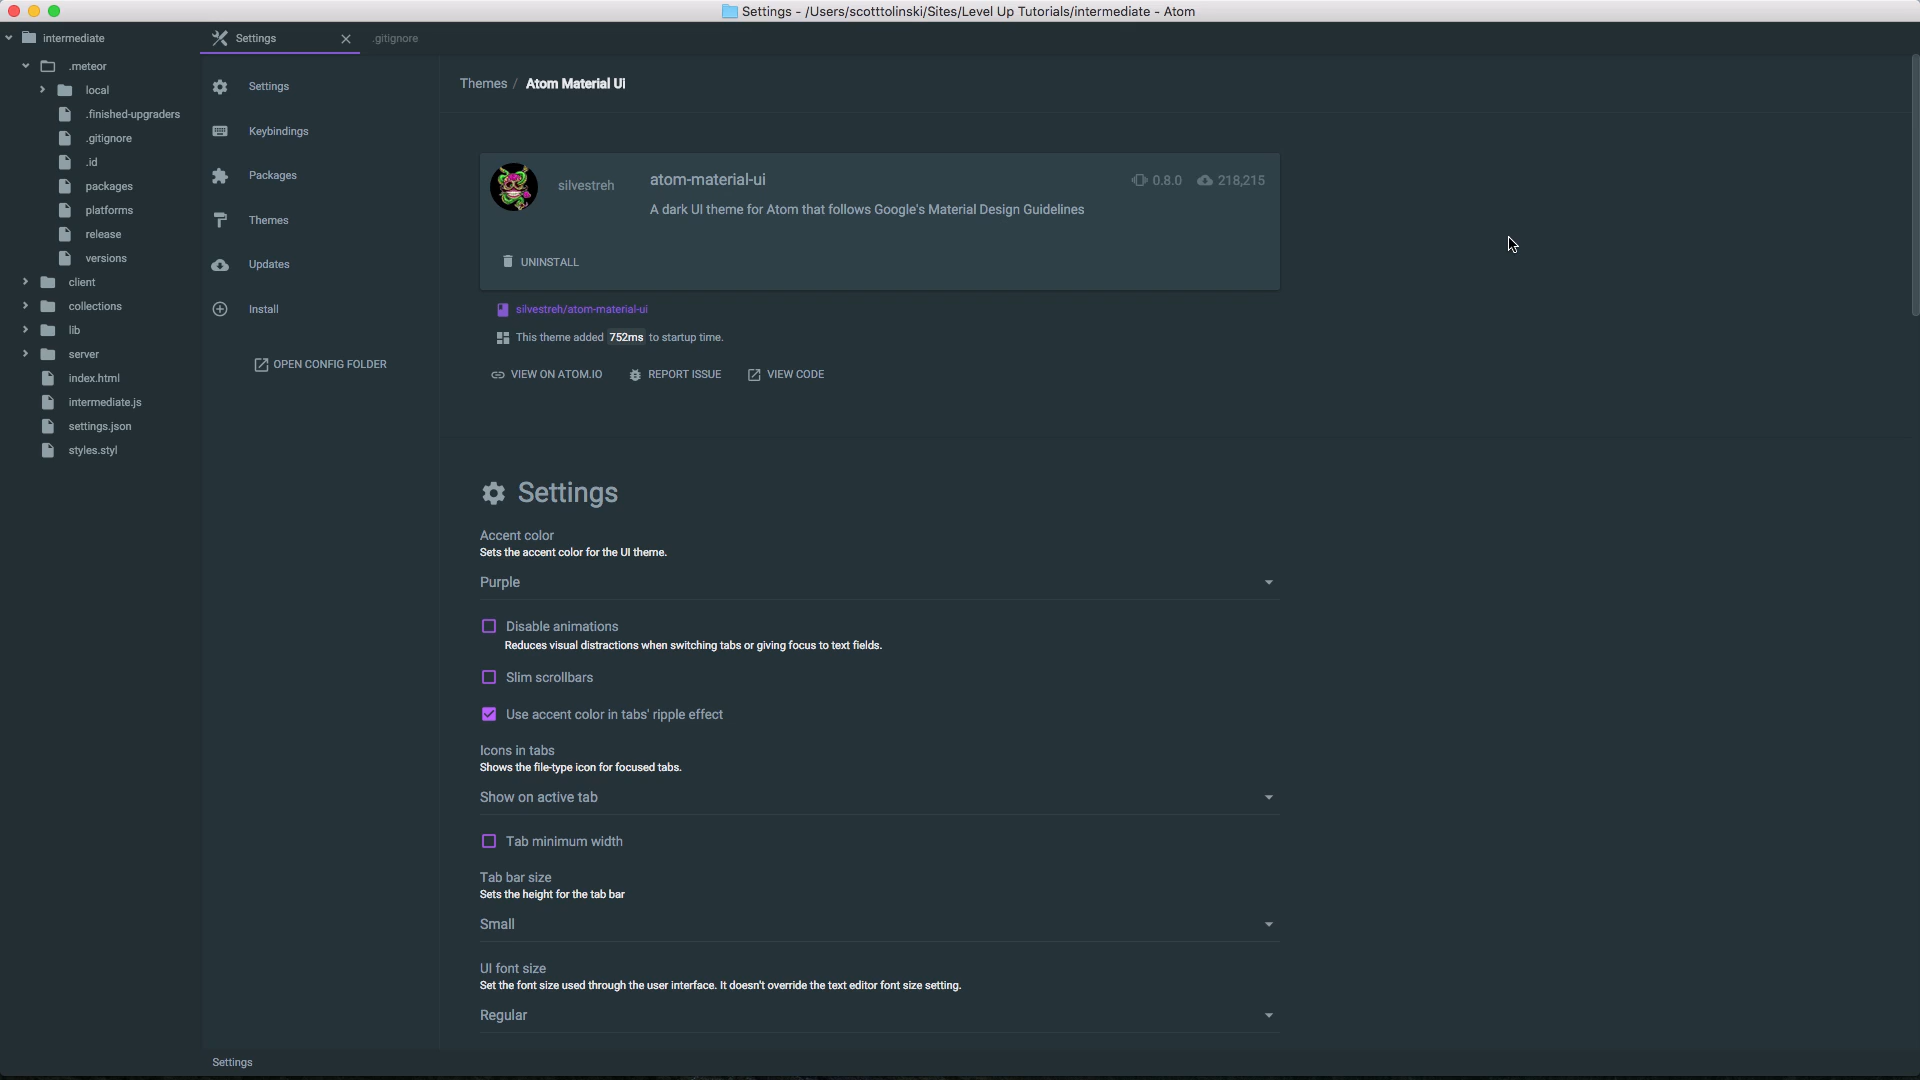 Settings - /Users/scotttolinski/Sites/Level Up Tutorials/intermediate - Atom
intermediate
.meteor
local
.finished-upgraders
.gitignore
.id
packages
platforms
release
versions
client
collections
lib
server
index.html
intermediate.js
settings.json
styles.styl
Settings
.gitignore
Settings
Keybindings
Packages
Themes
Updates
Install
OPEN CONFIG FOLDER
Themes / Atom Material Ui
silvestreh
atom-material-ui
0.8.0 218,215
A dark UI theme for Atom that follows Google's Material Design Guidelines
UNINSTALL
silvestreh/atom-material-ui
This theme added 752ms to startup time.
VIEW ON ATOM.IO REPORT ISSUE VIEW CODE
Settings
Accent color
Sets the accent color for the UI theme.
Purple
Disable animations
Reduces visual distractions when switching tabs or giving focus to text fields.
Slim scrollbars
Use accent color in tabs' ripple effect
Icons in tabs
Shows the file-type icon for focused tabs.
Show on active tab
Tab minimum width
Tab bar size
Sets the height for the tab bar
Small
UI font size
Set the font size used through the user interface. It doesn't override the text editor font size setting.
Regular
Settings